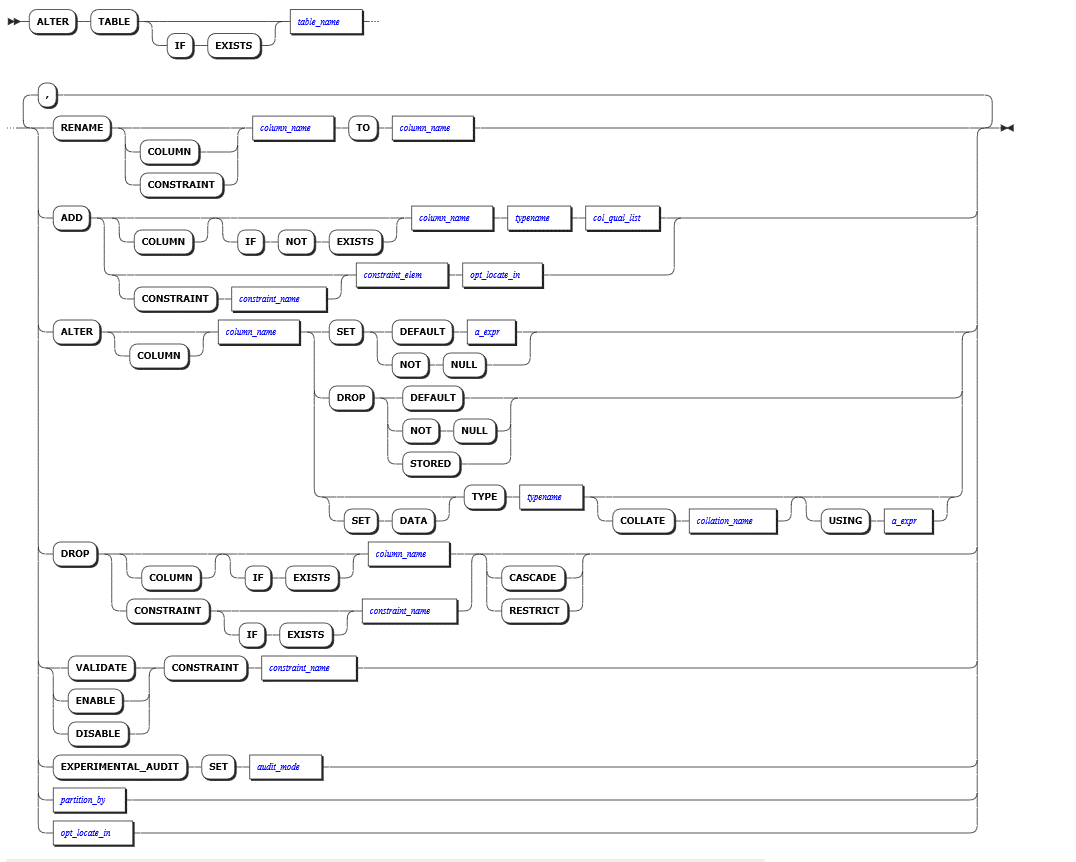 ALTER TABLE table_name
IF EXISTS
,
RENAME column_name TO column_name
COLUMN
CONSTRAINT
ADD column_name typename col_qual_list
COLUMN IF NOT EXISTS
constraint_elem opt_locate_in
CONSTRAINT constraint_name
ALTER column_name SET DEFAULT a_expr
COLUMN
NOT NULL
DROP DEFAULT
NOT NULL
STORED
TYPE typename
SET DATA COLLATE collation_name USING a_expr
DROP column_name
COLUMN IF EXISTS CASCADE
CONSTRAINT constraint_name RESTRICT
IF EXISTS
VALIDATE CONSTRAINT constraint_name
ENABLE
DISABLE
EXPERIMENTAL_AUDIT SET audit_mode
partition_by
opt_locate_in